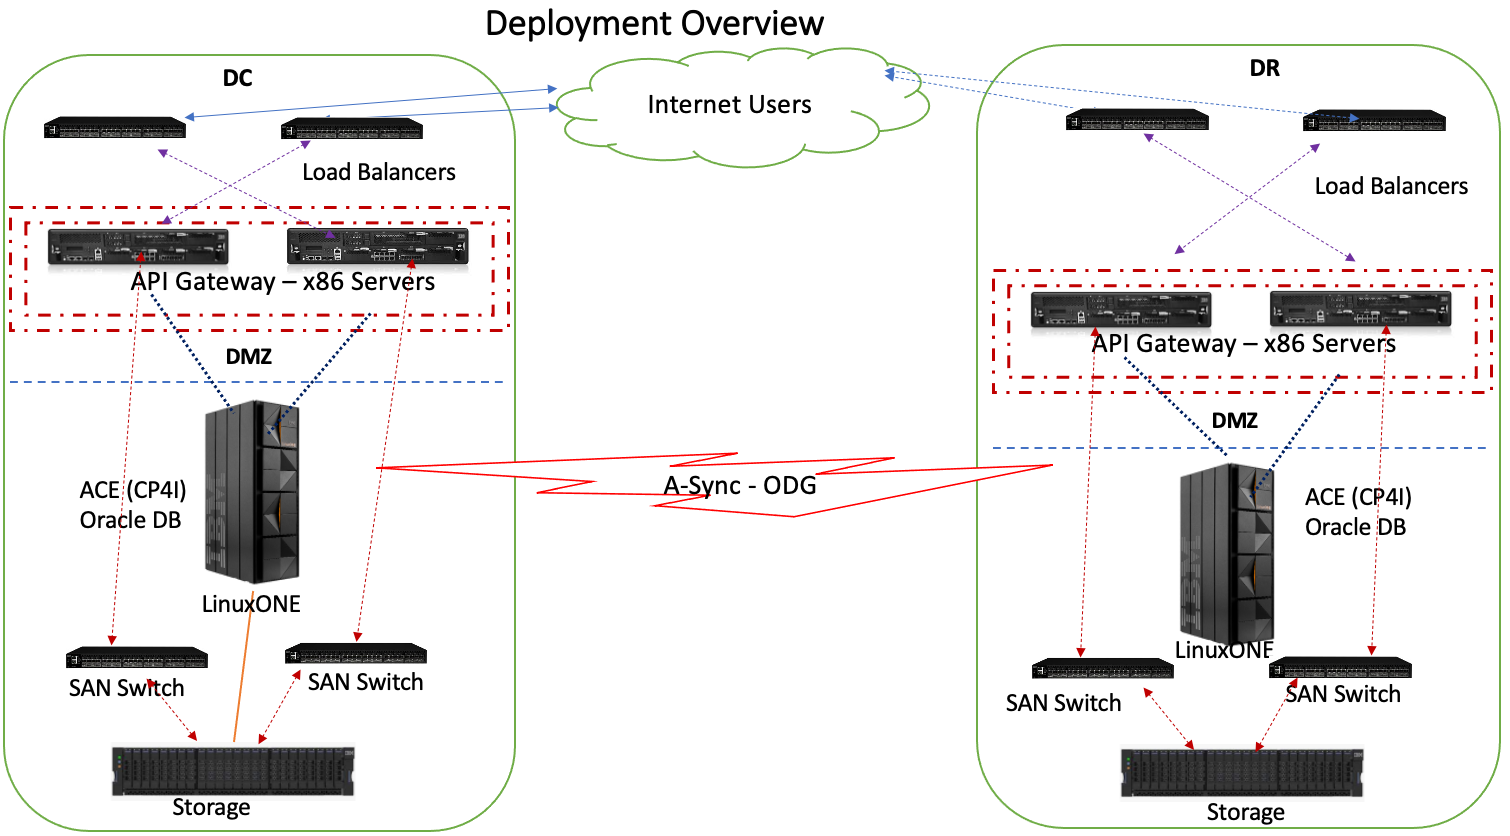 Deployment Overview
DC
Internet Users
DR
Load Balancers
Load Balancers
API Gateway – x86 Servers
API Gateway – x86 Servers
DMZ
DMZ
ACE (CP4I)
Oracle DB
A-Sync - ODG
ACE (CP4I)
Oracle DB
LinuxONE
LinuxONE
SAN Switch
SAN Switch
SAN Switch
SAN Switch
Storage
Storage